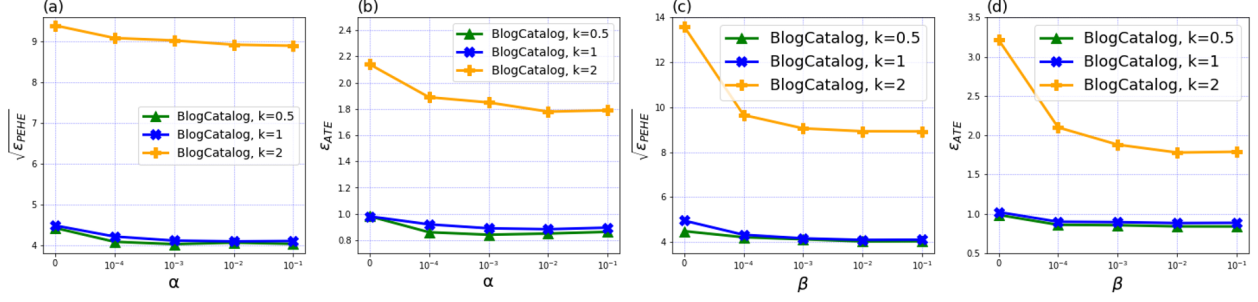 (a)
√ε_PEHE
9
8
7
6
5
4
BlogCatalog, k=0.5
BlogCatalog, k=1
BlogCatalog, k=2
0
10⁻⁴
10⁻³
10⁻²
10⁻¹
α
(b)
ε_ATE
2.4
2.2
2.0
1.8
1.6
1.4
1.2
1.0
0.8
BlogCatalog, k=0.5
BlogCatalog, k=1
BlogCatalog, k=2
0
10⁻⁴
10⁻³
10⁻²
10⁻¹
α
(c)
√ε_PEHE
14
12
10
8
6
4
BlogCatalog, k=0.5
BlogCatalog, k=1
BlogCatalog, k=2
0
10⁻⁴
10⁻³
10⁻²
10⁻¹
β
(d)
ε_ATE
3.5
3.0
2.5
2.0
1.5
1.0
0.5
BlogCatalog, k=0.5
BlogCatalog, k=1
BlogCatalog, k=2
0
10⁻⁴
10⁻³
10⁻²
10⁻¹
β